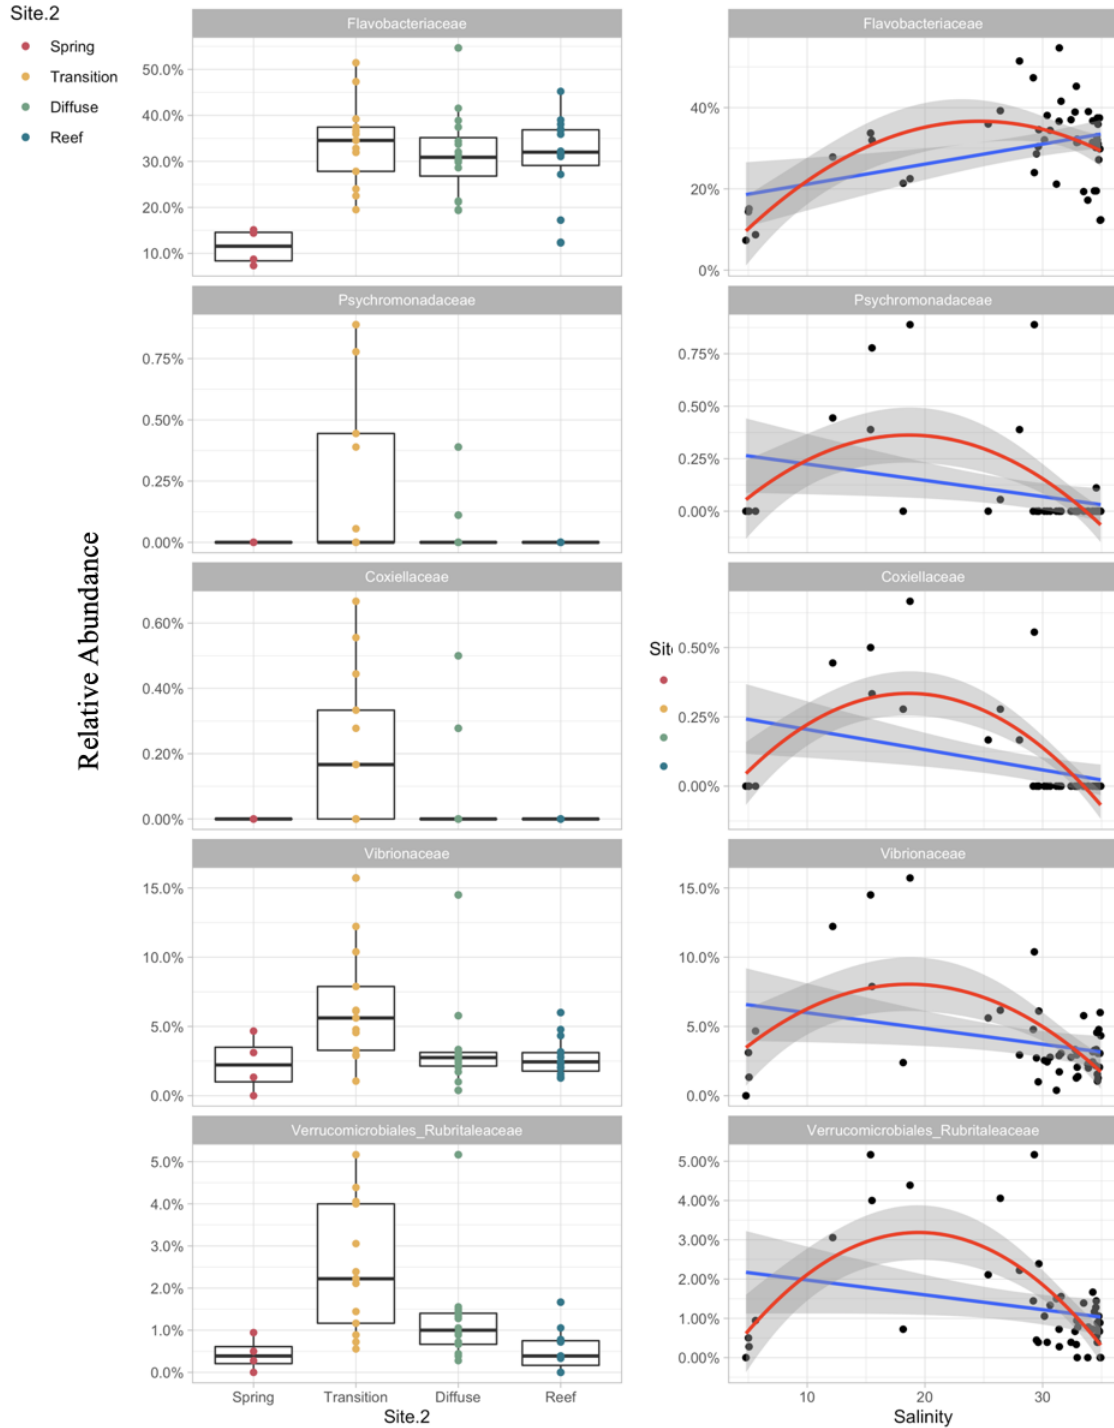 Site.2
Spring
Transition
Diffuse
Reef
Relative Abundance
Flavobacteriaceae
50.0%
40.0%
30.0%
20.0%
10.0%
Flavobacteriaceae
40%
20%
0%
Psychromonadaceae
0.75%
0.50%
0.25%
0.00%
Psychromonadaceae
0.75%
0.50%
0.25%
0.00%
Coxiellaceae
0.60%
0.40%
0.20%
0.00%
Sit
Coxiellaceae
0.50%
0.25%
0.00%
Vibrionaceae
15.0%
10.0%
5.0%
0.0%
Vibrionaceae
15.0%
10.0%
5.0%
0.0%
Verrucomicrobiales_Rubritaleaceae
5.0%
4.0%
3.0%
2.0%
1.0%
0.0%
Spring Transition Diffuse Reef
Site.2
Verrucomicrobiales_Rubritaleaceae
5.00%
4.00%
3.00%
2.00%
1.00%
0.00%
10 20 30
Salinity